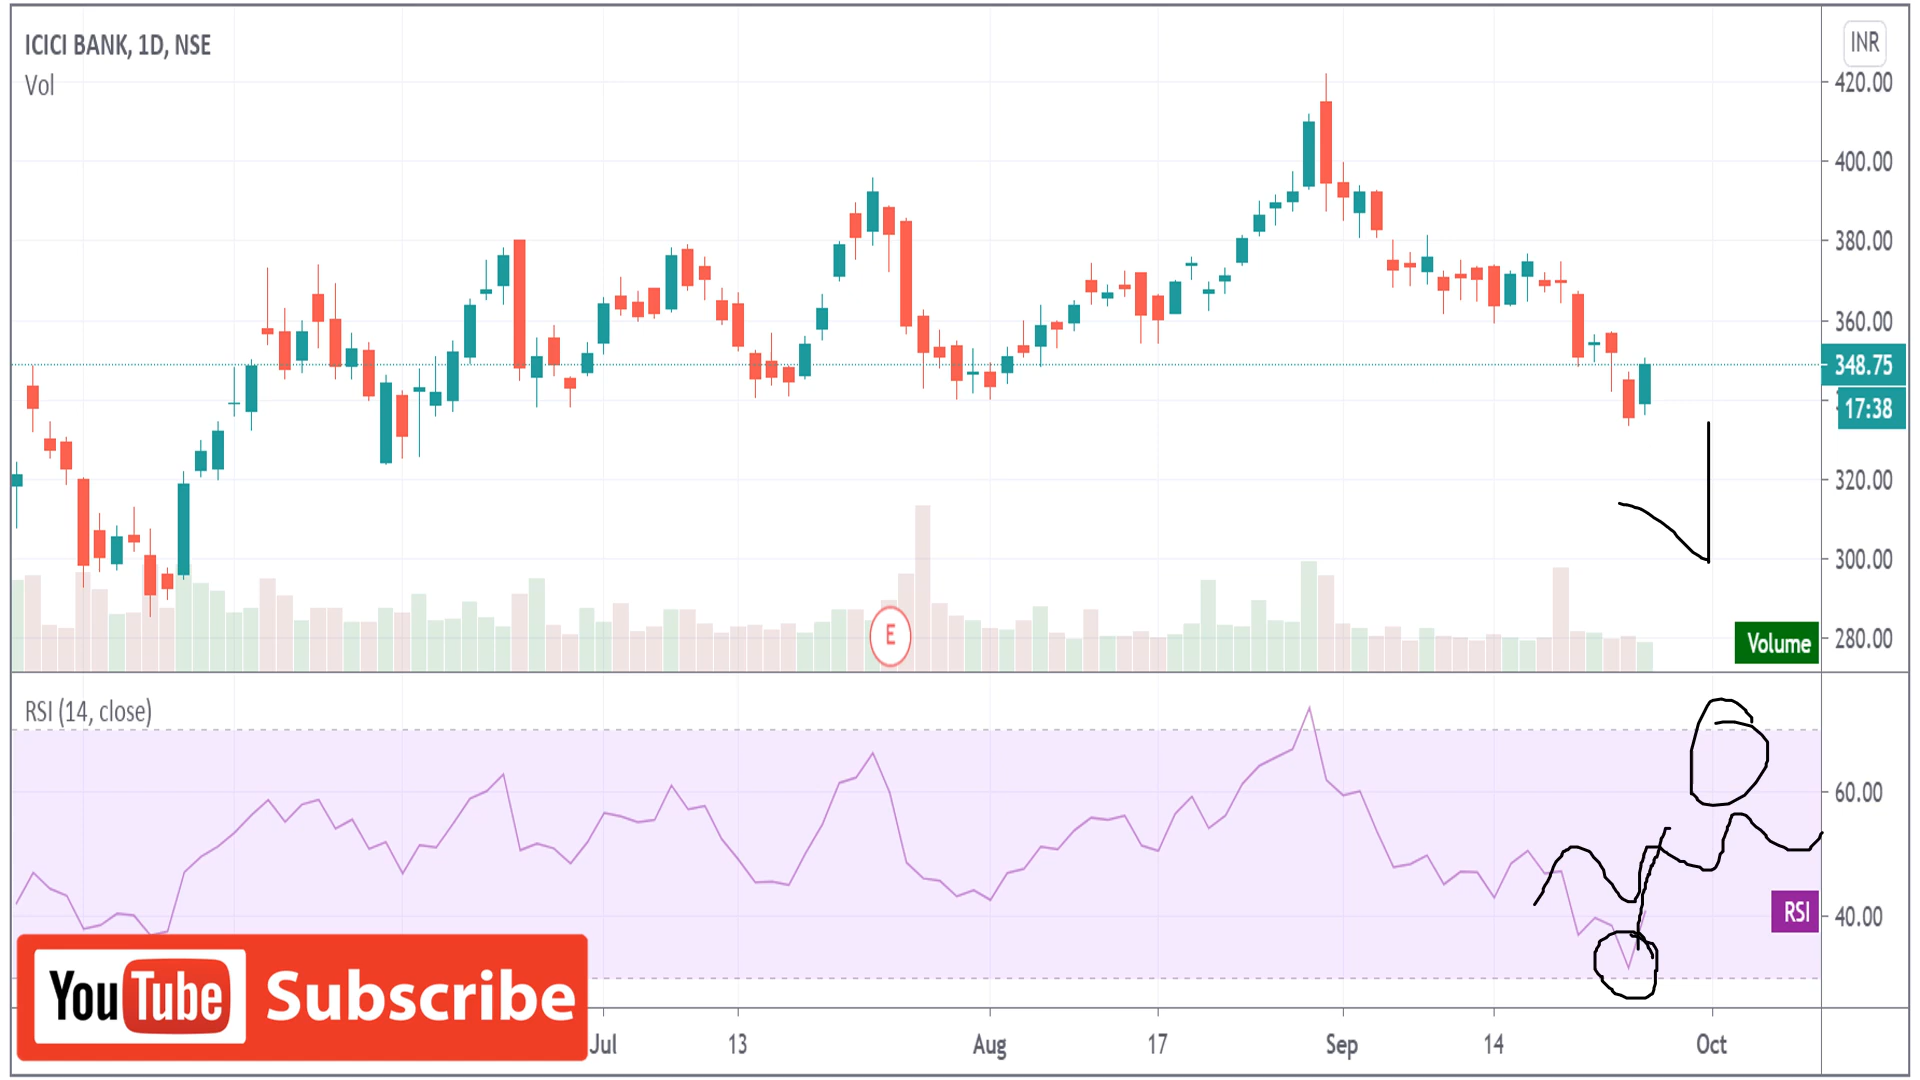 ICICI BANK, 1D, NSE
INR
Vol
420.00
400.00
380.00
360.00
348.75
17:38
320.00
300.00
E
280.00
Volume
RSI (14, close)
60.00
RSI
40.00
YouTube Subscribe
Jul 13 Aug 17 Sep 14 Oct